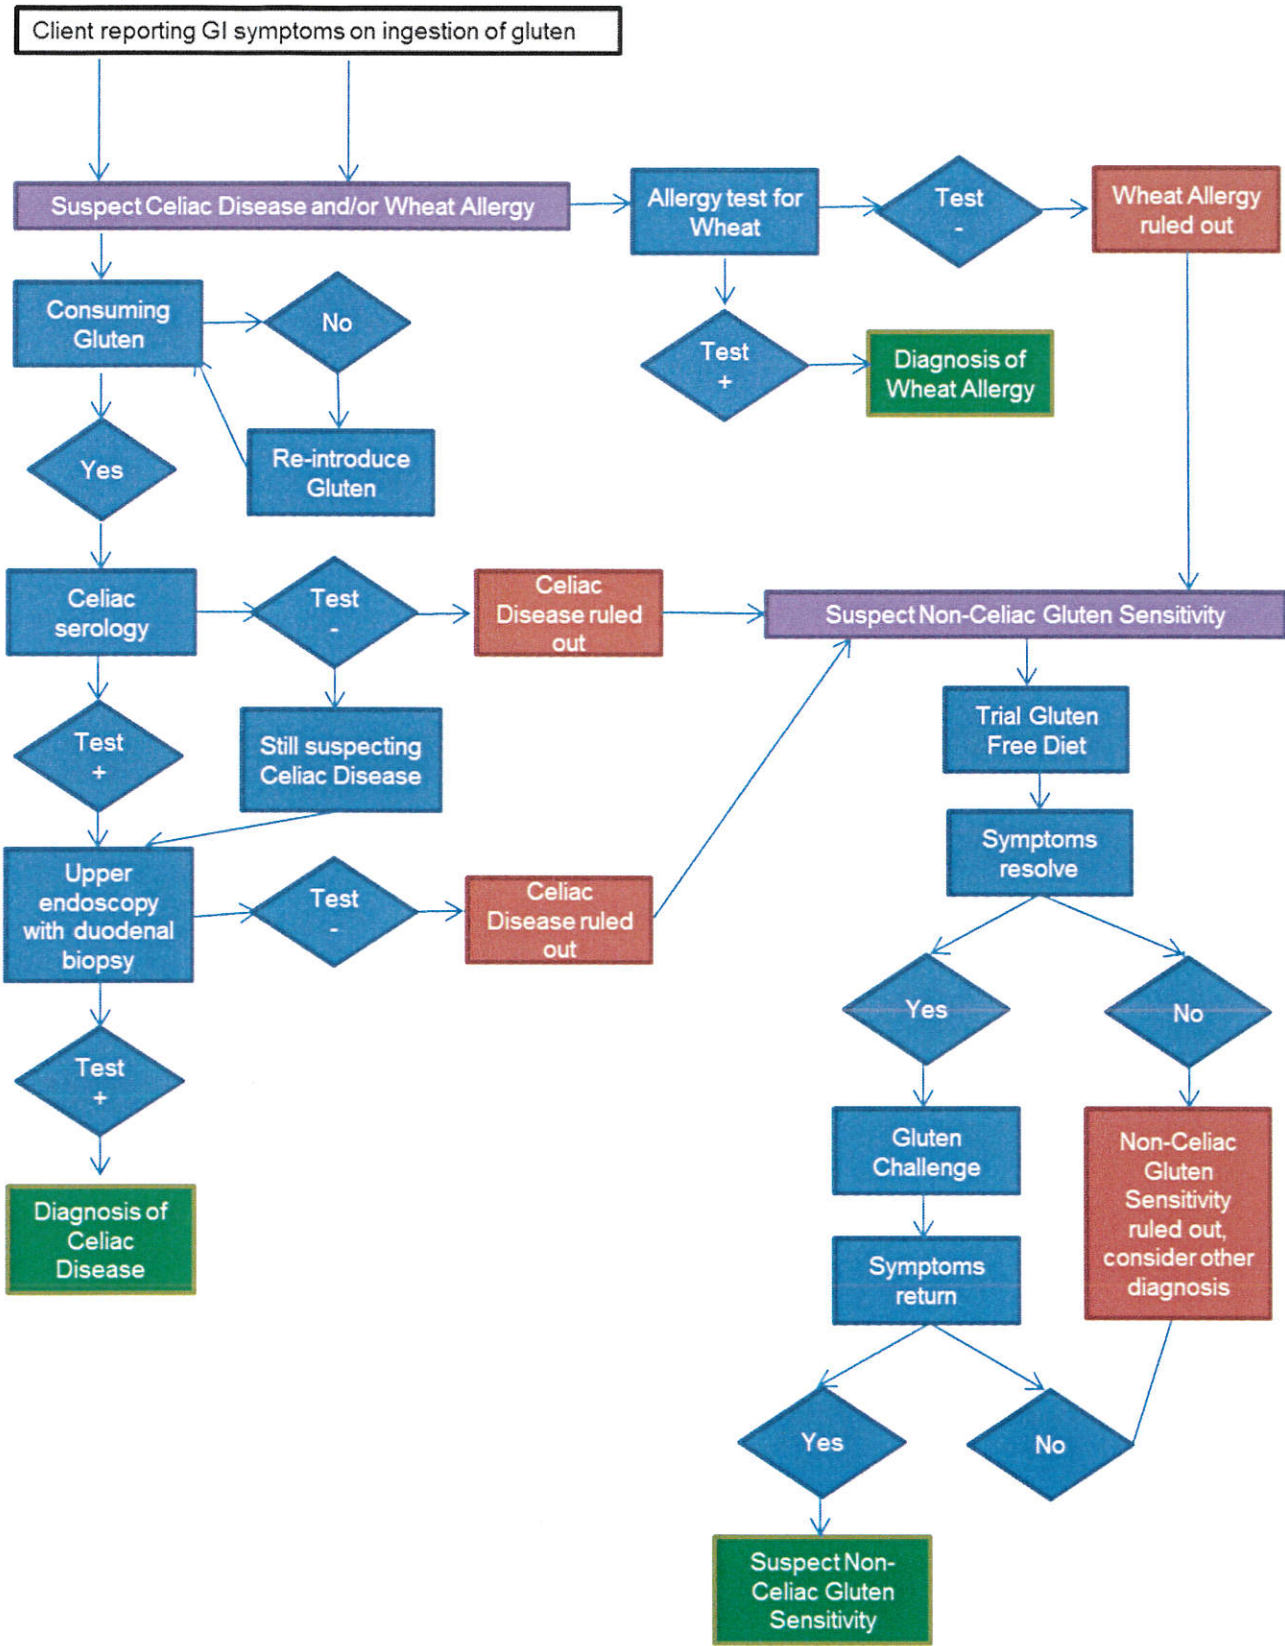 Client reporting GI symptoms on ingestion of gluten
Suspect Celiac Disease and/or Wheat Allergy
Allergy test for
Wheat
Test
-
Wheat Allergy
ruled out
Consuming
Gluten
No
Test
+
Diagnosis of
Wheat Allergy
Yes
Re-introduce
Gluten
Celiac
serology
Test
-
Celiac
Disease ruled
out
Suspect Non-Celiac Gluten Sensitivity
Test
+
Still suspecting
Celiac Disease
Trial Gluten
Free Diet
Symptoms
resolve
Upper
endoscopy
with duodenal
biopsy
Test
-
Celiac
Disease ruled
out
Yes
No
Test
+
Gluten
Challenge
Non-Celiac
Gluten
Sensitivity
ruled out,
consider other
diagnosis
Diagnosis of
Celiac
Disease
Symptoms
return
Yes
No
Suspect Non-
Celiac Gluten
Sensitivity